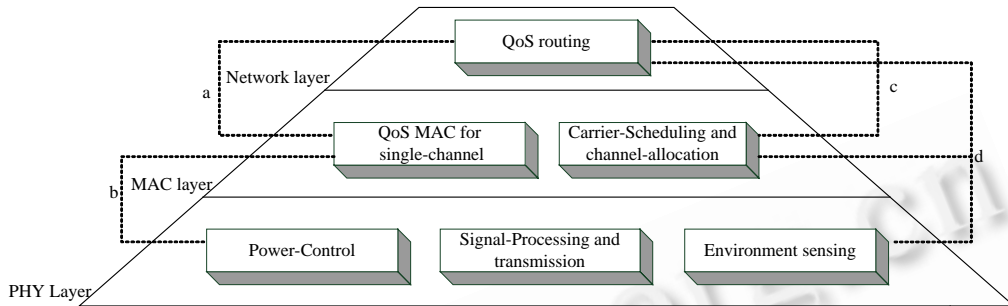 QoS routing
Network layer
a
c
QoS MAC for
single-channel
Carrier-Scheduling and
channel-allocation
d
MAC layer
b
Power-Control
Signal-Processing and
transmission
Environment sensing
PHY Layer